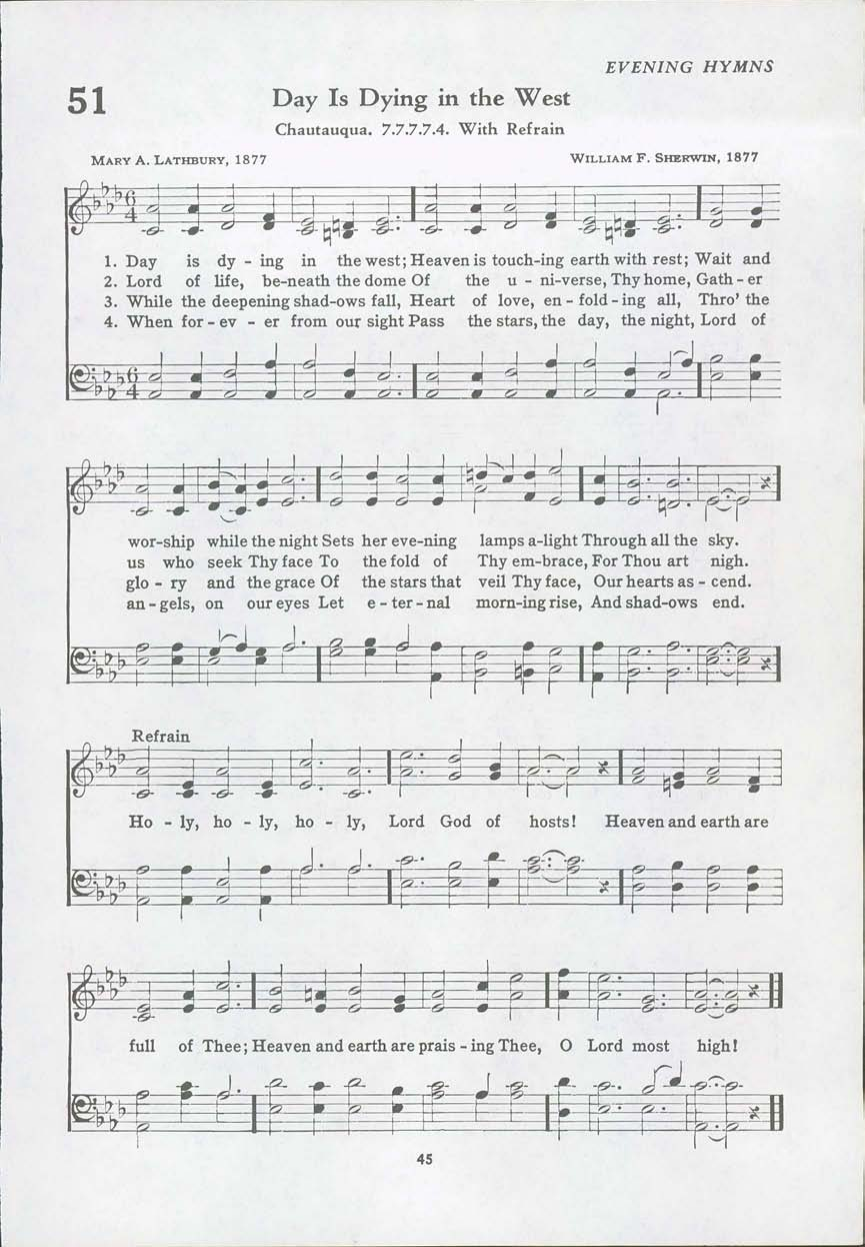 EVENING HYMNS
51
Day Is Dying in the West
Chautauqua. 7.7.7.7.4. With Refrain
MARY A. LATHBURY, 1877
WILLIAM F. SHERWIN, 1877
6
4
1. Day is dy - ing in the west; Heaven is touch-ing earth with rest; Wait and
2. Lord of life, be-neath the dome Of the u - ni-verse, Thy home, Gath - er
3. While the deepening shad-ows fall, Heart of love, en - fold - ing all, Thro' the
4. When for - ev - er from our sight Pass the stars, the day, the night, Lord of
6
4
wor-ship while the night Sets her eve-ning lamps a-light Through all the sky.
us who seek Thy face To the fold of Thy em-brace, For Thou art nigh.
glo - ry and the grace Of the stars that veil Thy face, Our hearts as - cend.
an - gels, on our eyes Let e - ter - nal morn-ing rise, And shad-ows end.
Refrain
Ho - ly, ho - ly, ho - ly, Lord God of hosts! Heaven and earth are
full of Thee; Heaven and earth are prais - ing Thee, O Lord most high!
45